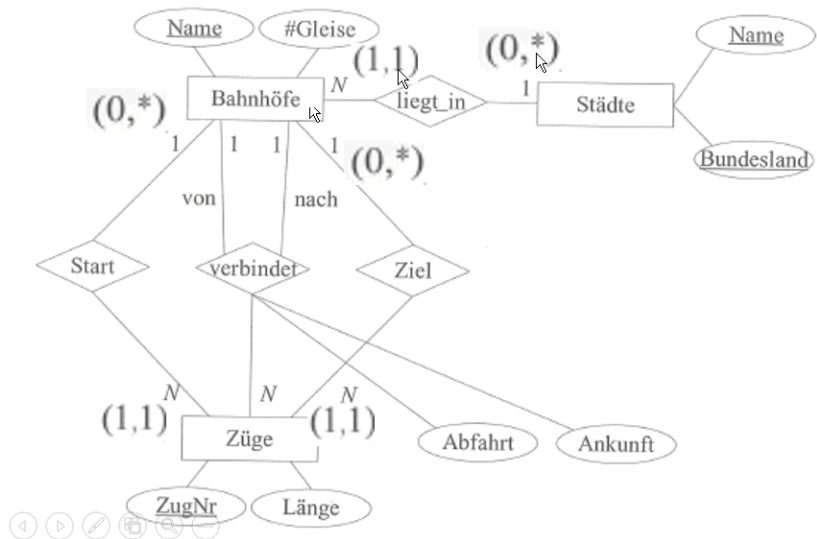 Name
#Gleise
(1,1)
(0,*)
Name
Bahnhöfe
N
liegt_in
1
Städte
(0,*)
1
1
1
1
(0,*)
Bundesland
von
nach
Start
verbindet
Ziel
N
N
N
(1,1)
(1,1)
Züge
Abfahrt
Ankunft
ZugNr
Länge